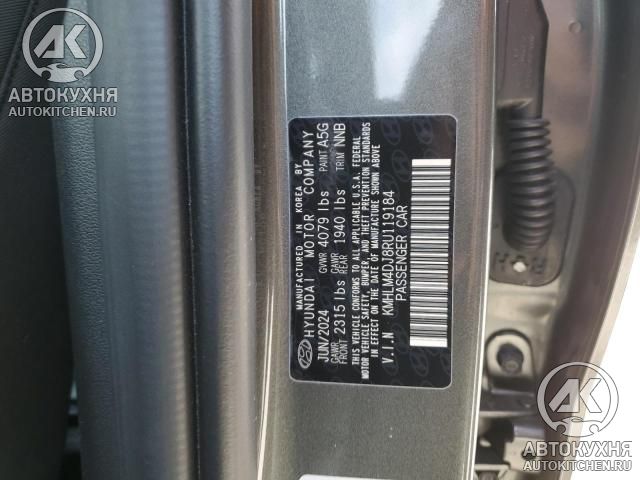 АВТОКУХНЯ
AUTOKITCHEN.RU
MANUFACTURED IN KOREA BY
HYUNDAI MOTOR COMPANY
JUN/2024 GVWR 4079 lbs PAINT A5G
GAWR FRONT 2315 lbs GAWR REAR 1940 lbs TRIM NNB
THIS VEHICLE CONFORMS TO ALL APPLICABLE U.S.A. FEDERAL
MOTOR VEHICLE SAFETY, BUMPER, AND THEFT PREVENTION STANDARDS
IN EFFECT ON THE DATE OF MANUFACTURE SHOWN ABOVE
V.I.N KMHLM4DJ8RU119184
PASSENGER CAR
АВТОКУХНЯ
AUTOKITCHEN.RU